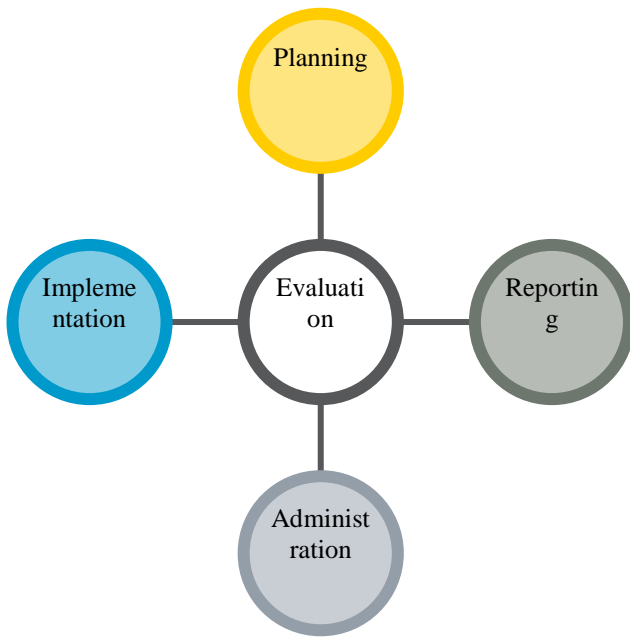 Planning
Impleme
ntation
Evaluati
on
Reportin
g
Administ
ration